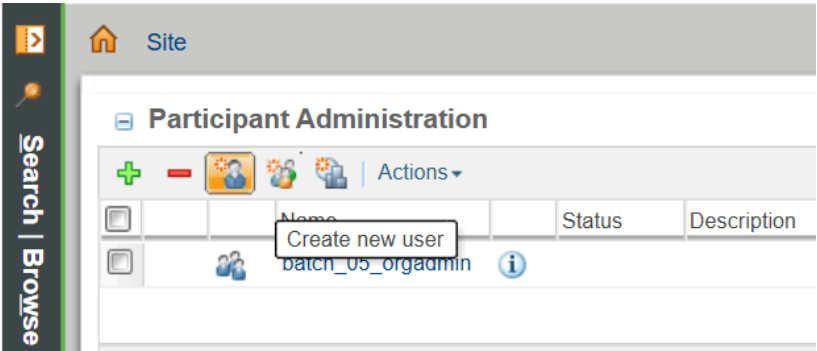 Site
Participant Administration
Actions
Name Status Description
Create new user
batch_05_orgadmin
Search | Browse